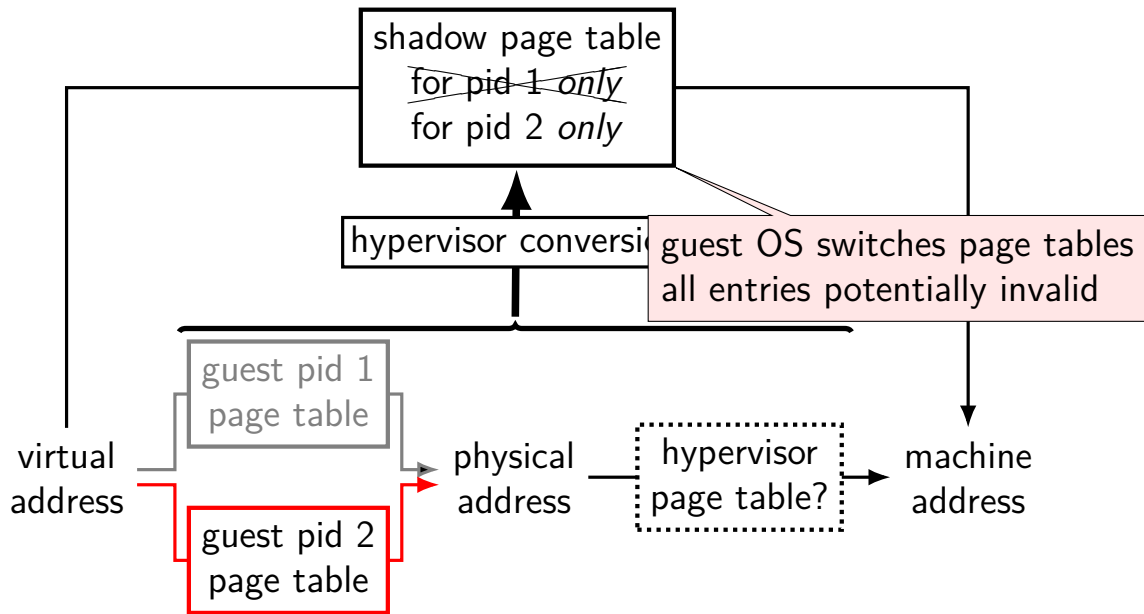 shadow page table
for pid 1 only
for pid 2 only
hypervisor conversi
guest OS switches page tables
all entries potentially invalid
guest pid 1
page table
virtual
address
physical
address
hypervisor
page table?
machine
address
guest pid 2
page table